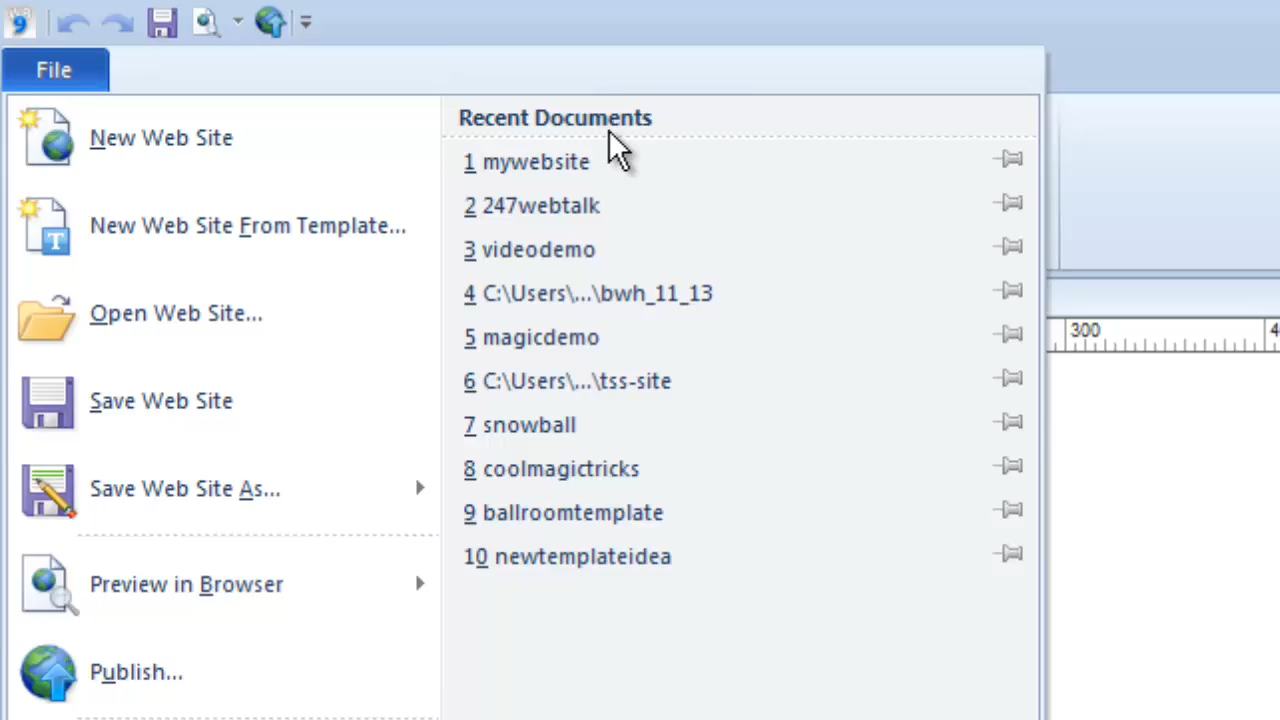 9
File
New Web Site
New Web Site From Template...
Open Web Site...
Save Web Site
Save Web Site As...
Preview in Browser
Publish...
Recent Documents
1 mywebsite
2 247webtalk
3 videodemo
4 C:\Users\...\bwh_11_13
5 magicdemo
6 C:\Users\...\tss-site
7 snowball
8 coolmagictricks
9 ballroomtemplate
10 newtemplateidea
300